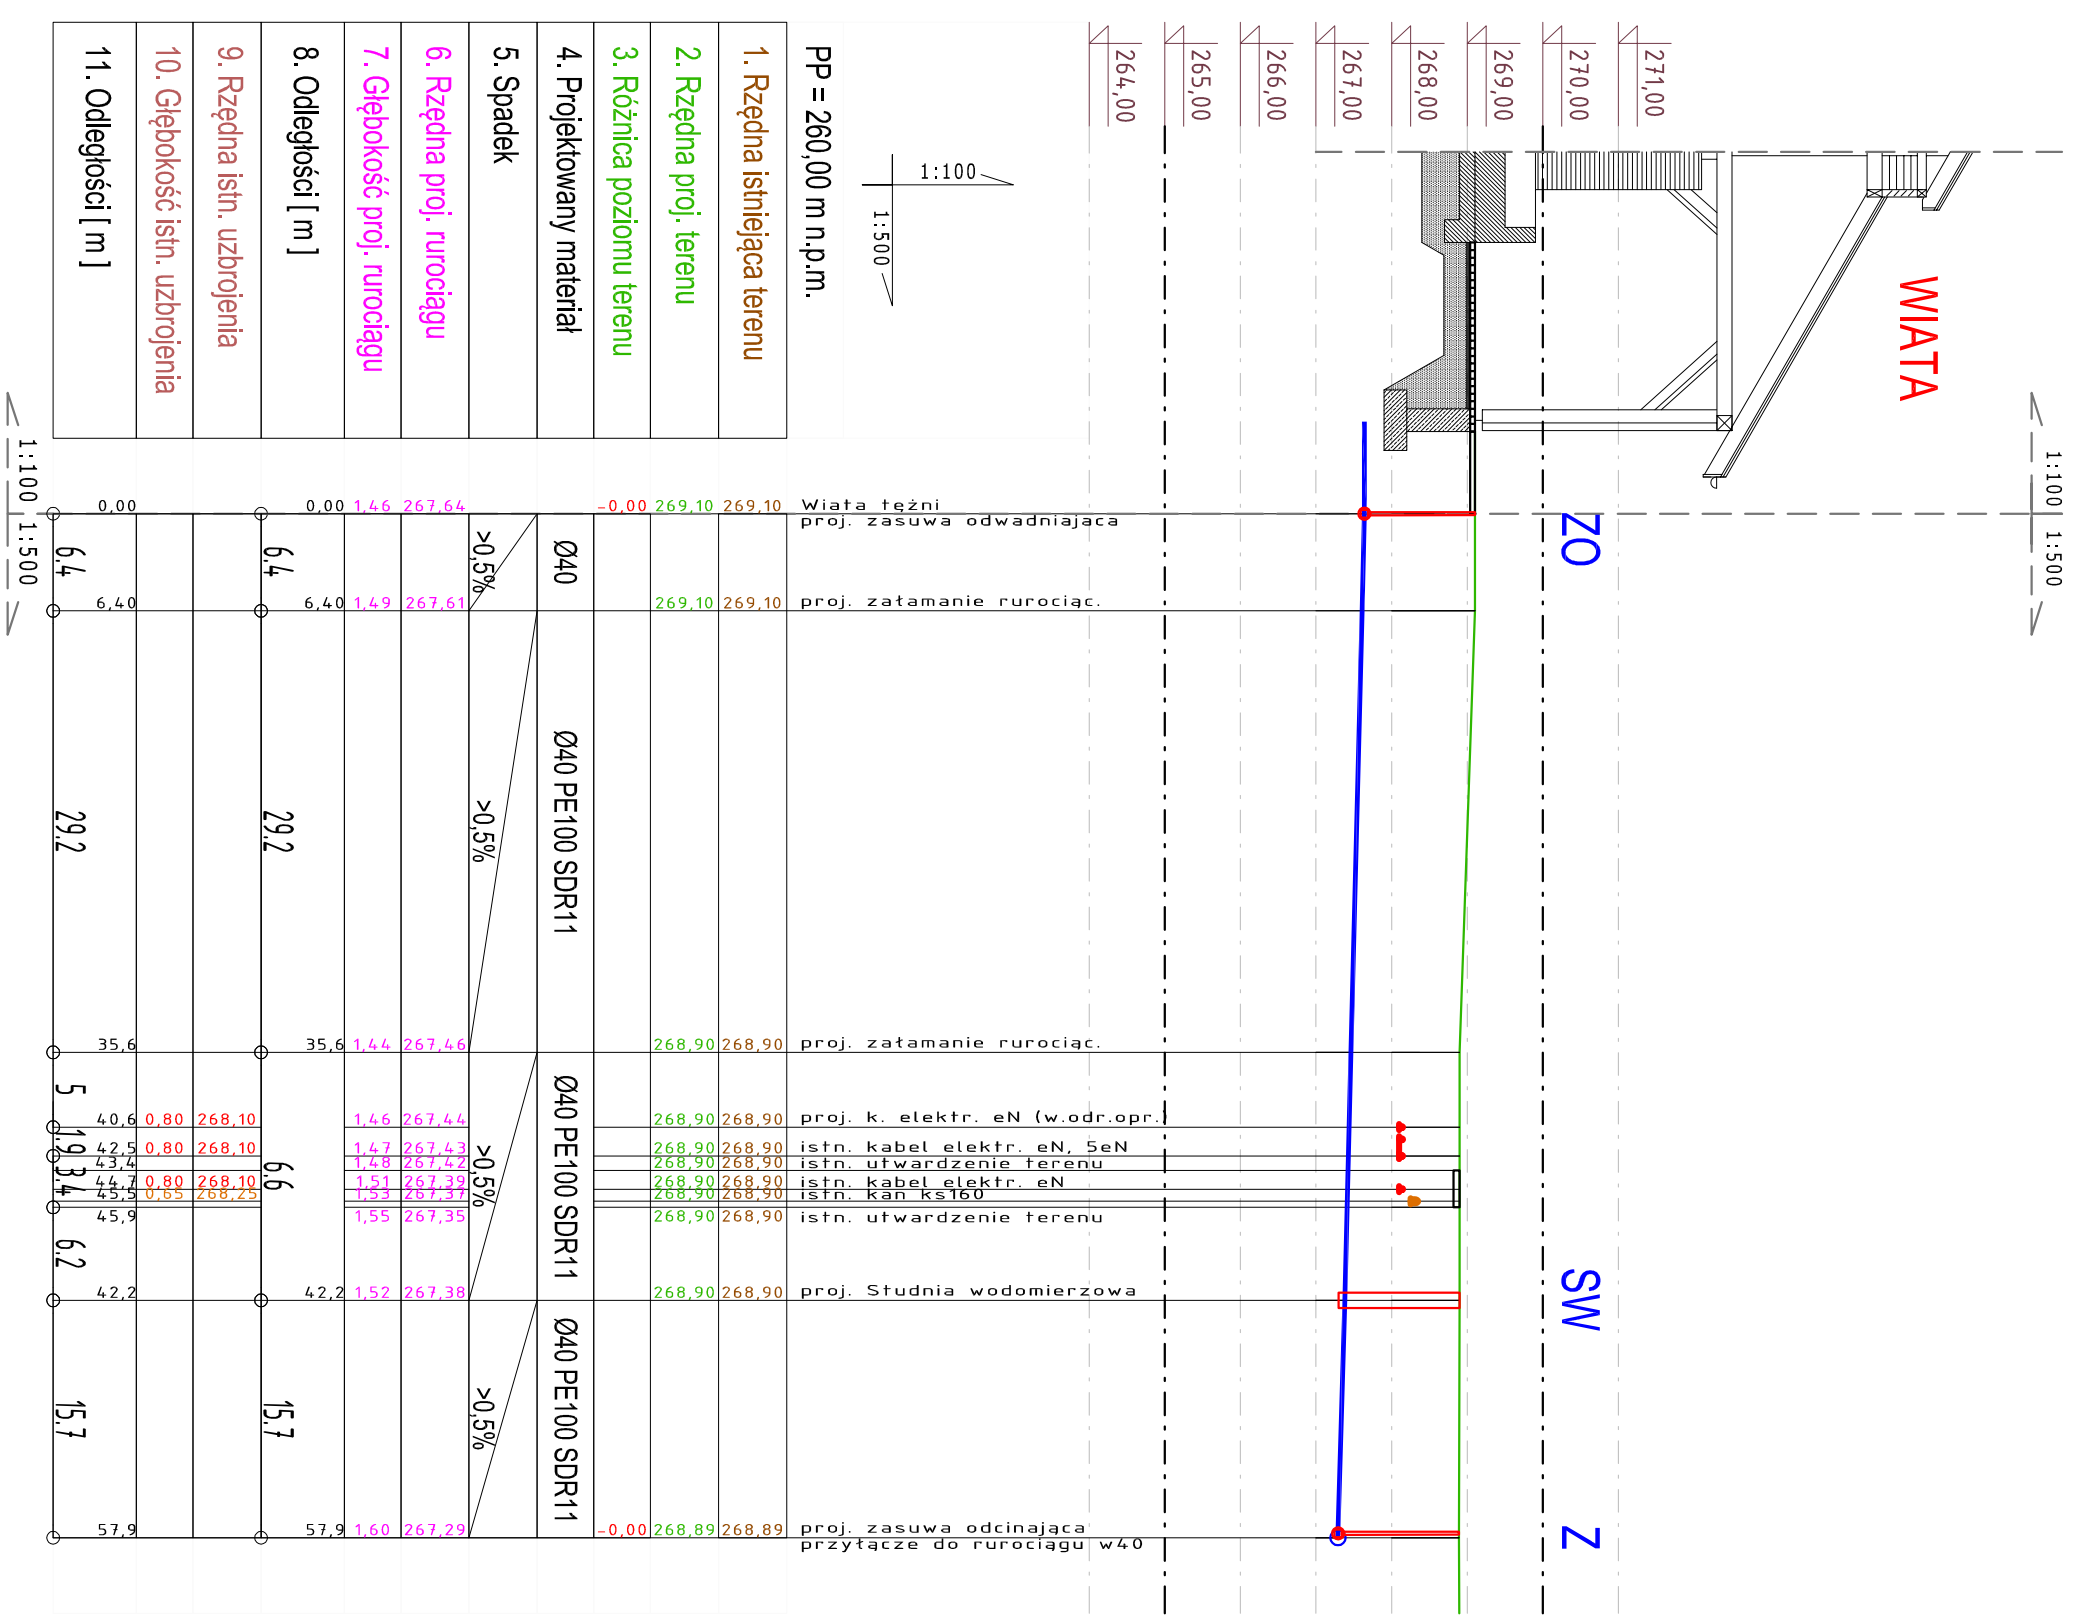 WIATA
271,00
270,00
269,00
268,00
267,00
266,00
265,00
264,00
1:100
1:500
PP = 260,00 m n.p.m.
1. Rzędna istniejąca terenu
2. Rzędna proj. terenu
3. Różnica poziomu terenu
4. Projektowany materiał
5. Spadek
6. Rzędna proj. rurociągu
7. Głębokość proj. rurociągu
8. Odległości [ m ]
9. Rzędna istn. uzbrojenia
10. Głębokość istn. uzbrojenia
11. Odległości [ m ]
1:100 1:500
1:100 1:500
ZO
SW
Z
0,00 0,00 1,46 267,64 -0,00 269,10 269,10 Wiata tężni
proj. zasuwa odwadniajaca
6,40 6,40 1,49 267,61 269,10 269,10 proj. załamanie rurociąc.
35,6 35,6 1,44 267,46 268,90 268,90 proj. załamanie rurociąc.
40,6 0,80 268,10 1,46 267,44 268,90 268,90 proj. k. elektr. eN (w.odr.opr.)
42,5 0,80 268,10 1,47 267,43 268,90 268,90 istn. kabel elektr. eN, 5eN
43,4 1,48 267,42 268,90 268,90 istn. utwardzenie terenu
44,7 0,80 268,10 1,51 267,39 268,90 268,90 istn. kabel elektr. eN
45,5 0,65 268,25 1,53 267,37 268,90 268,90 istn. kan ks160
45,9 1,55 267,35 268,90 268,90 istn. utwardzenie terenu
42,2 42,2 1,52 267,38 268,90 268,90 proj. Studnia wodomierzowa
57,9 57,9 1,60 267,29 -0,00 268,89 268,89 proj. zasuwa odcinająca
przyłącze do rurociągu w40
Ø40
Ø40 PE100 SDR11
Ø40 PE100 SDR11
Ø40 PE100 SDR11
>0,5%
>0,5%
>0,5%
>0,5%
6.4
29.2
6.6
15.7
6.4
29.2
5
1.9
3.4
6.2
15.7